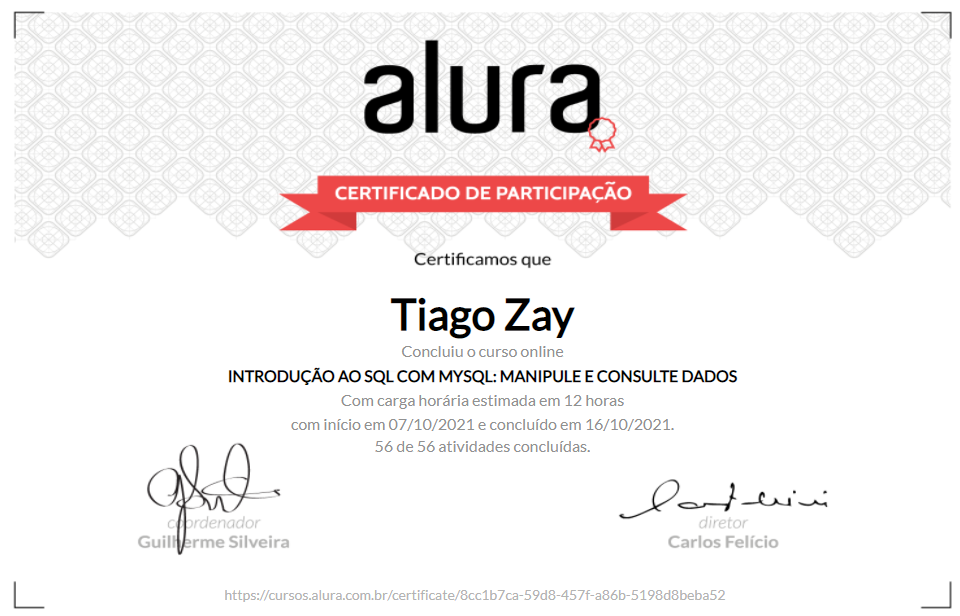 alura
CERTIFICADO DE PARTICIPAÇÃO
Certificamos que
Tiago Zay
Concluiu o curso online
INTRODUÇÃO AO SQL COM MYSQL: MANIPULE E CONSULTE DADOS
Com carga horária estimada em 12 horas
com início em 07/10/2021 e concluído em 16/10/2021.
56 de 56 atividades concluídas.
coordenador
Guilherme Silveira
diretor
Carlos Felício
https://cursos.alura.com.br/certificate/8cc1b7ca-59d8-457f-a86b-5198d8beba52